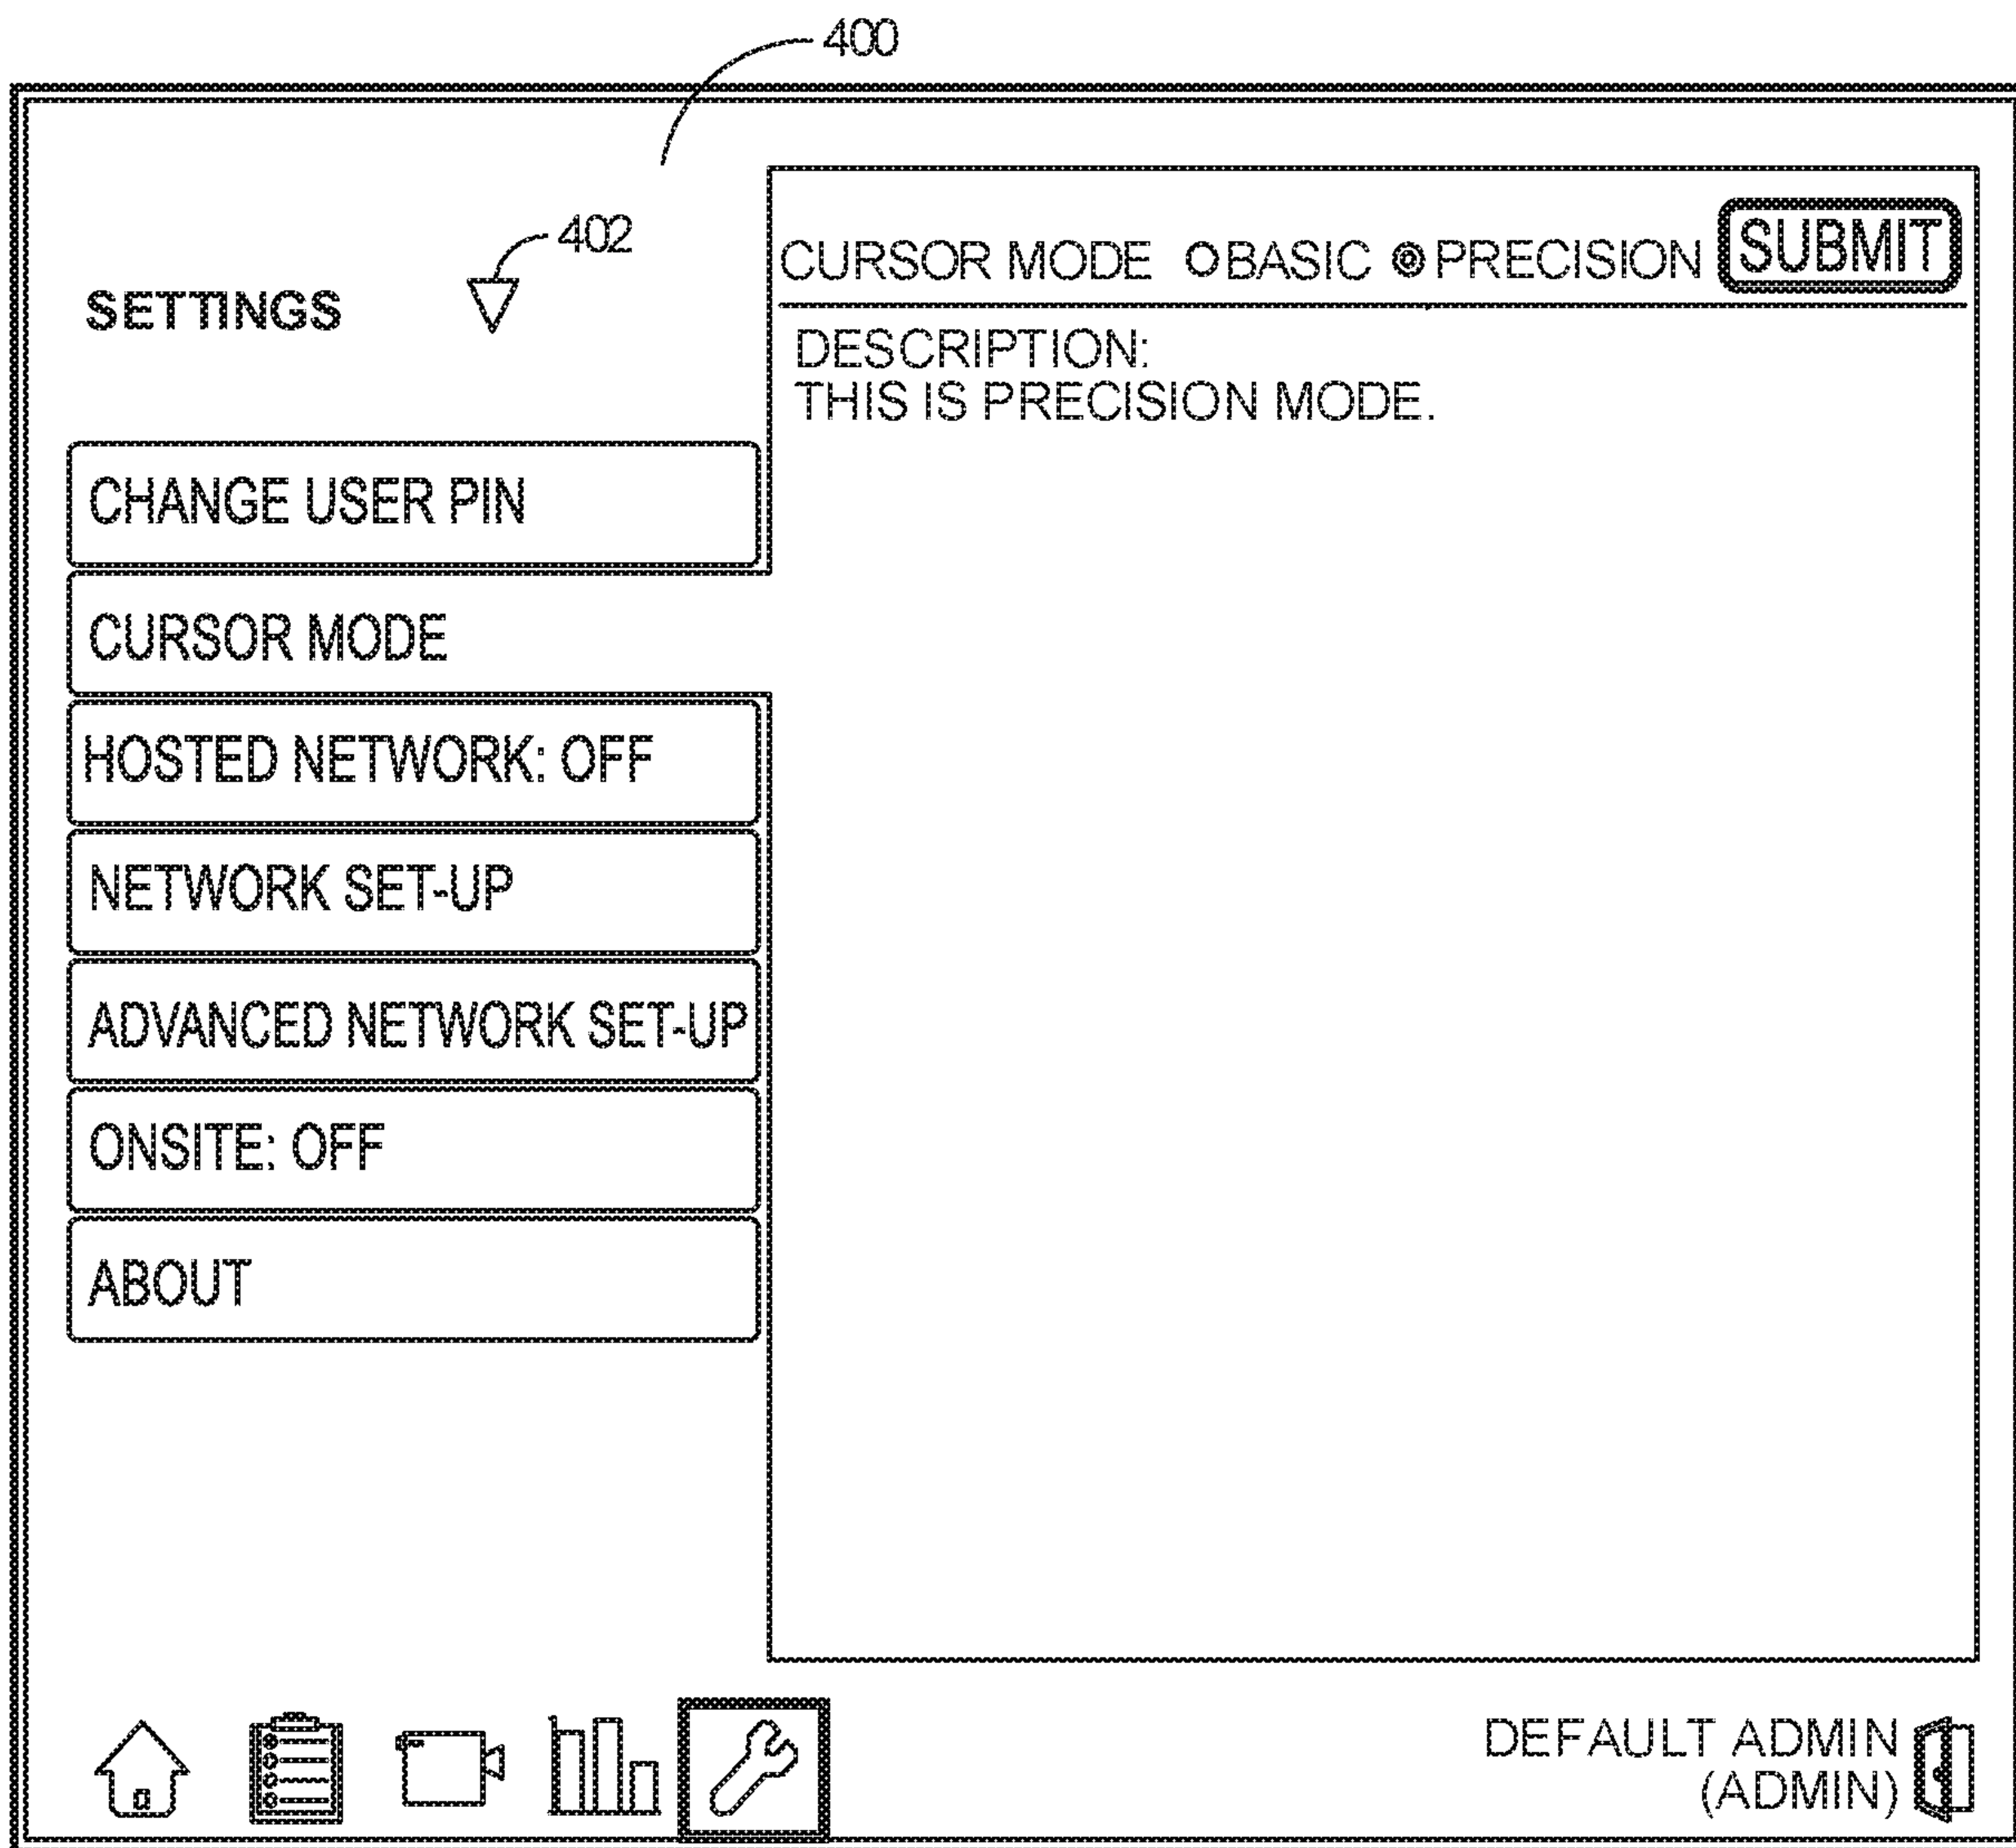 400
402
SETTINGS
CURSOR MODE BASIC PRECISION SUBMIT
DESCRIPTION:
THIS IS PRECISION MODE.
CHANGE USER PIN
CURSOR MODE
HOSTED NETWORK: OFF
NETWORK SET-UP
ADVANCED NETWORK SET-UP
ONSITE: OFF
ABOUT
DEFAULT ADMIN
(ADMIN)